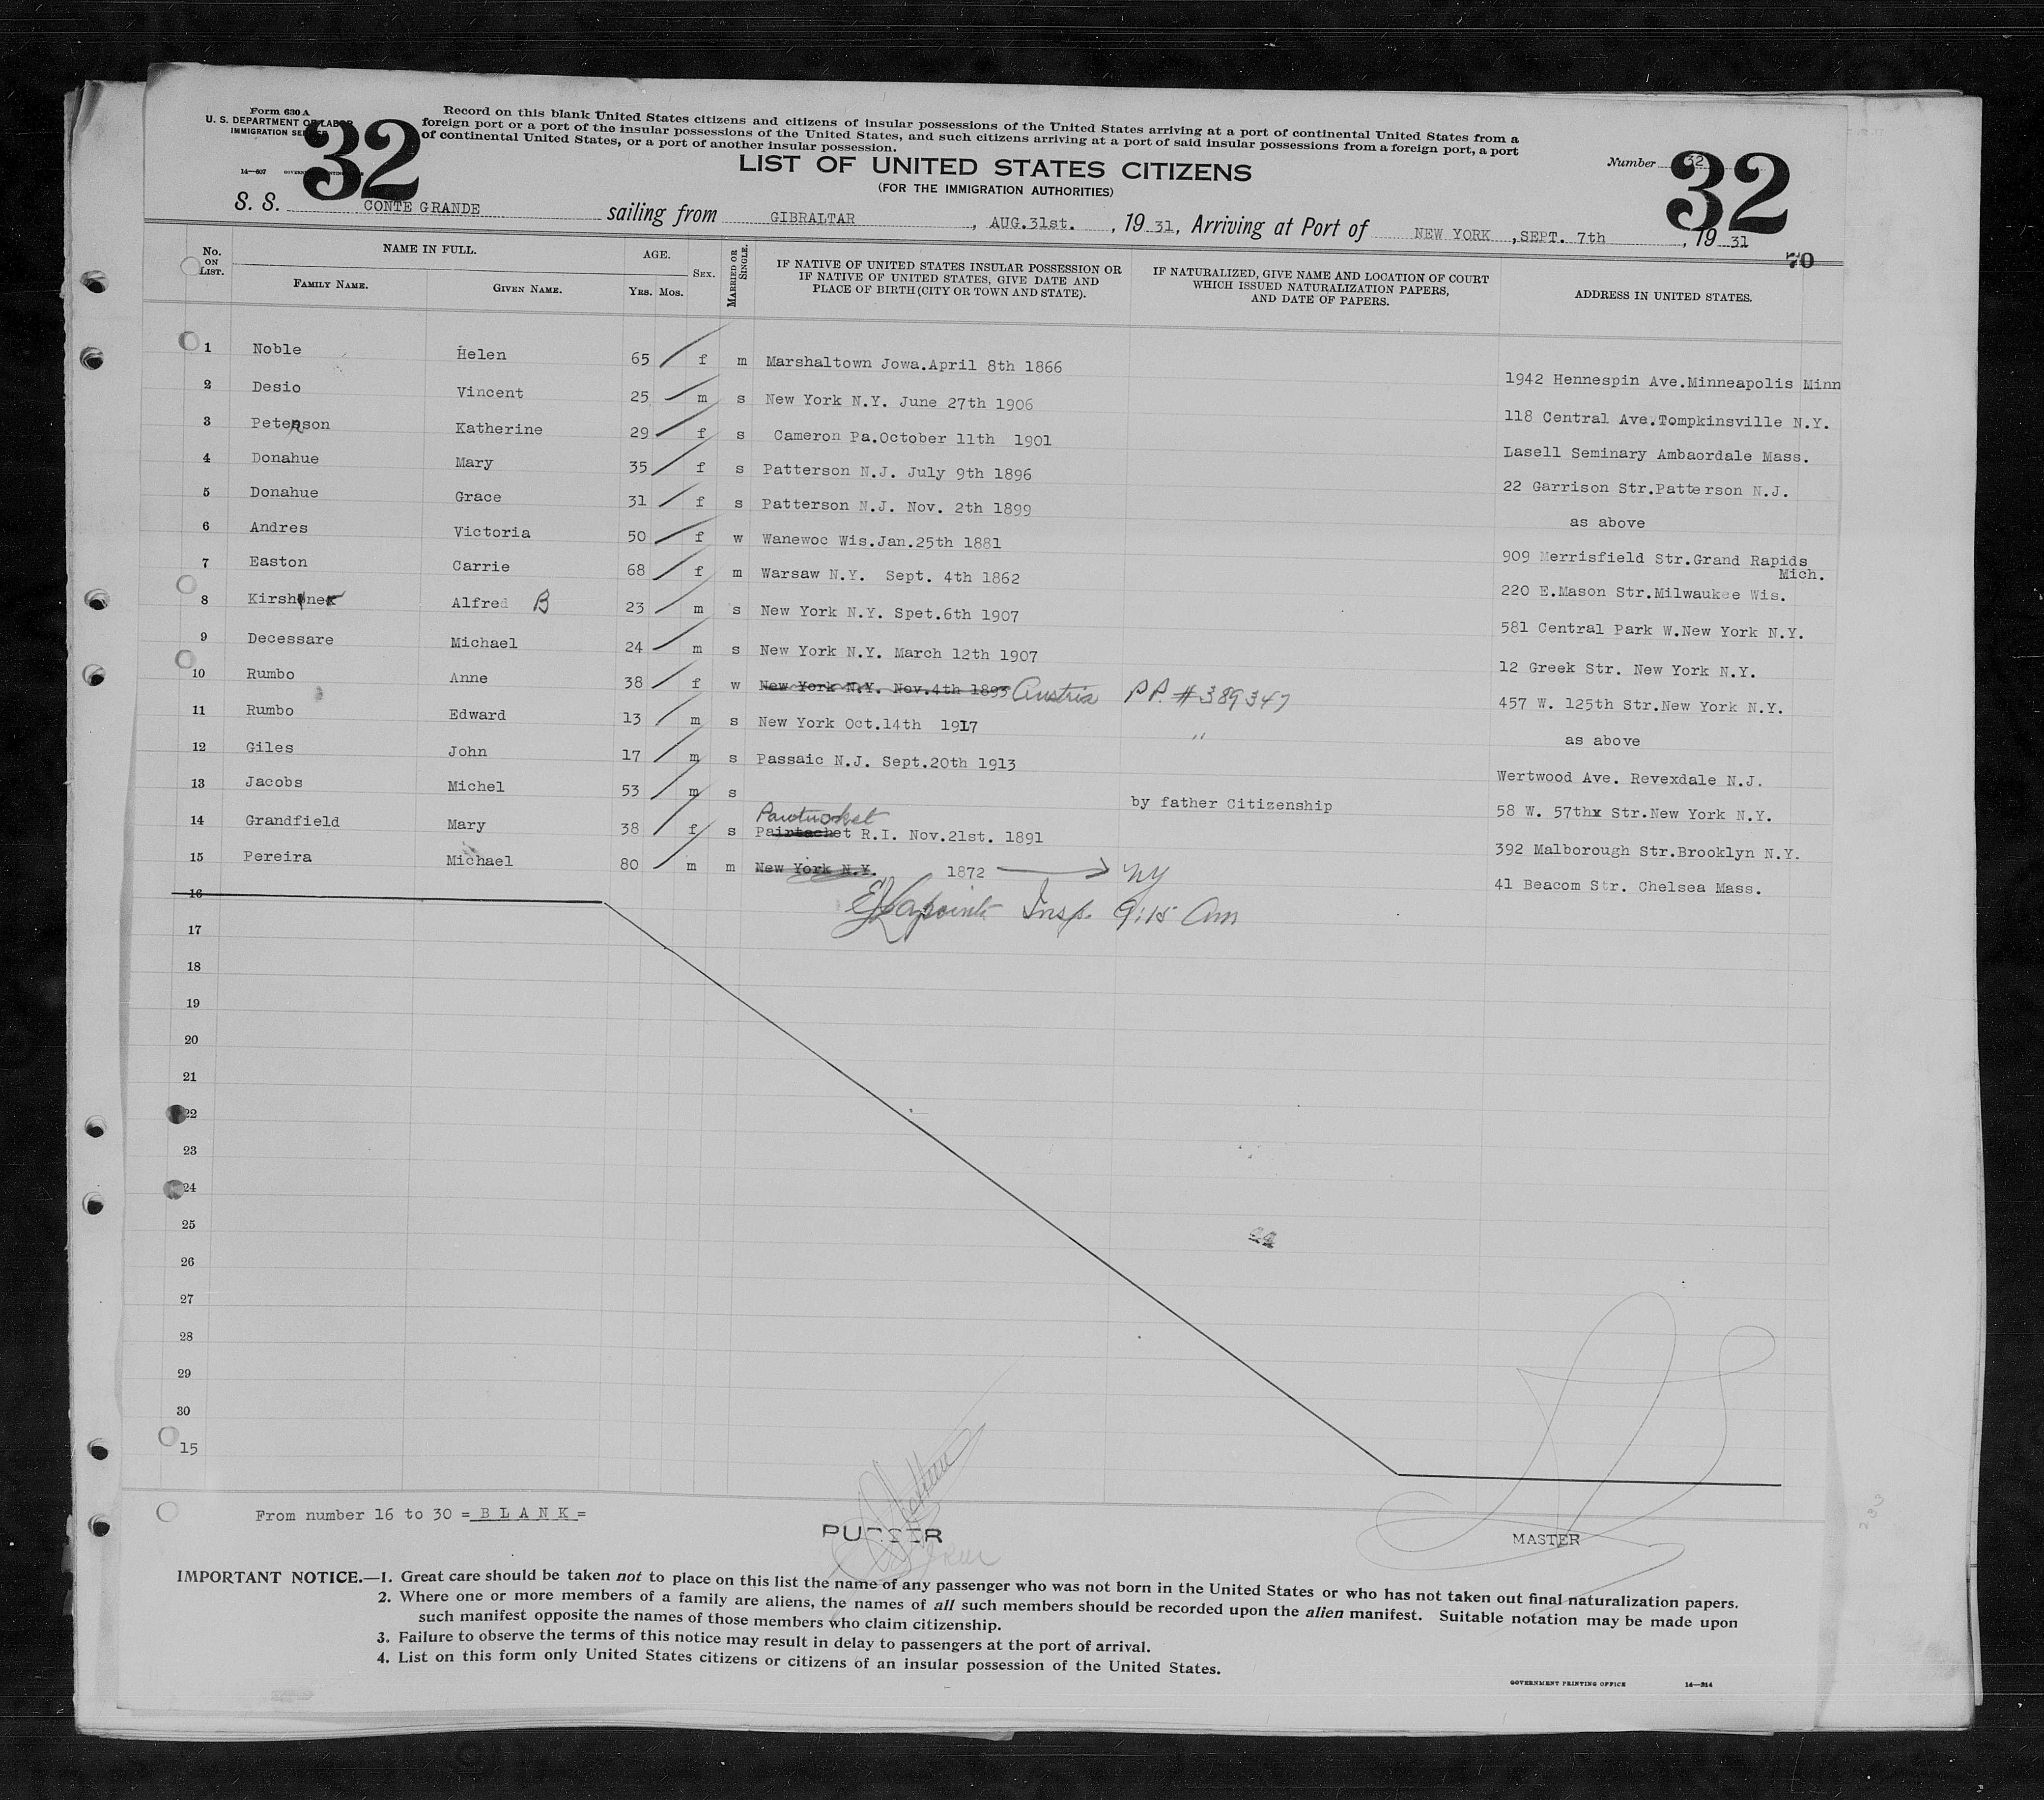 Form 630 A
U. S. DEPARTMENT OF LABOR
IMMIGRATION SERVICE
14—607
32
Record on this blank United States citizens and citizens of insular possessions of the United States arriving at a port of continental United States from a
foreign port or a port of the insular possessions of the United States, and such citizens arriving at a port of said insular possessions from a foreign port, a port
of continental United States, or a port of another insular possession.
LIST OF UNITED STATES CITIZENS
(FOR THE IMMIGRATION AUTHORITIES)
Number 32
32
S. S. CONTE GRANDE sailing from GIBRALTAR, AUG.31st., 19 31, Arriving at Port of NEW YORK, SEPT. 7th, 19 31
70
No. ON LIST. NAME IN FULL. FAMILY NAME. GIVEN NAME. AGE. Yrs. Mos. Sex. MARRIED OR SINGLE. IF NATIVE OF UNITED STATES INSULAR POSSESSION OR IF NATIVE OF UNITED STATES, GIVE DATE AND PLACE OF BIRTH (CITY OR TOWN AND STATE). IF NATURALIZED, GIVE NAME AND LOCATION OF COURT WHICH ISSUED NATURALIZATION PAPERS, AND DATE OF PAPERS. ADDRESS IN UNITED STATES.
1 Noble Helen 65 f m Marshaltown Jowa.April 8th 1866 1942 Hennespin Ave.Minneapolis Minn
2 Desio Vincent 25 m s New York N.Y. June 27th 1906 118 Central Ave.Tompkinsville N.Y.
3 Peterson Katherine 29 f s Cameron Pa.October 11th 1901 Lasell Seminary Ambaordale Mass.
4 Donahue Mary 35 f s Patterson N.J. July 9th 1896 22 Garrison Str.Patterson N.J.
5 Donahue Grace 31 f s Patterson N.J. Nov. 2th 1899 as above
6 Andres Victoria 50 f w Wanewoc Wis.Jan.25th 1881 909 Merrisfield Str.Grand Rapids Mich.
7 Easton Carrie 68 f m Warsaw N.Y. Sept. 4th 1862 220 E.Mason Str.Milwaukee Wis.
8 Kirshner Alfred B 23 m s New York N.Y. Spet.6th 1907 581 Central Park W.New York N.Y.
9 Decessare Michael 24 m s New York N.Y. March 12th 1907 12 Greek Str. New York N.Y.
10 Rumbo Anne 38 f w New York N.Y. Nov.4th 1893 Austria P.P. #389347 457 W. 125th Str.New York N.Y.
11 Rumbo Edward 13 m s New York Oct.14th 1917 " as above
12 Giles John 17 m s Passaic N.J. Sept.20th 1913 Wertwood Ave. Revexdale N.J.
13 Jacobs Michel 53 m s by father Citizenship 58 W. 57thx Str.New York N.Y.
Pawtucket
14 Grandfield Mary 38 f s Pairtachet R.I. Nov.21st. 1891 392 Malborough Str.Brooklyn N.Y.
15 Pereira Michael 80 m m New York N.Y. 1872 NY 41 Beacom Str. Chelsea Mass.
16 Insp. 9:15 Am
17
18
19
20
21
22
23
24
25
26
27
28
29
30
15
From number 16 to 30 =B L A N K=
PURSER
MASTER
IMPORTANT NOTICE.—1. Great care should be taken not to place on this list the name of any passenger who was not born in the United States or who has not taken out final naturalization papers.
2. Where one or more members of a family are aliens, the names of all such members should be recorded upon the alien manifest. Suitable notation may be made upon
such manifest opposite the names of those members who claim citizenship.
3. Failure to observe the terms of this notice may result in delay to passengers at the port of arrival.
4. List on this form only United States citizens or citizens of an insular possession of the United States.
GOVERNMENT PRINTING OFFICE 14—214